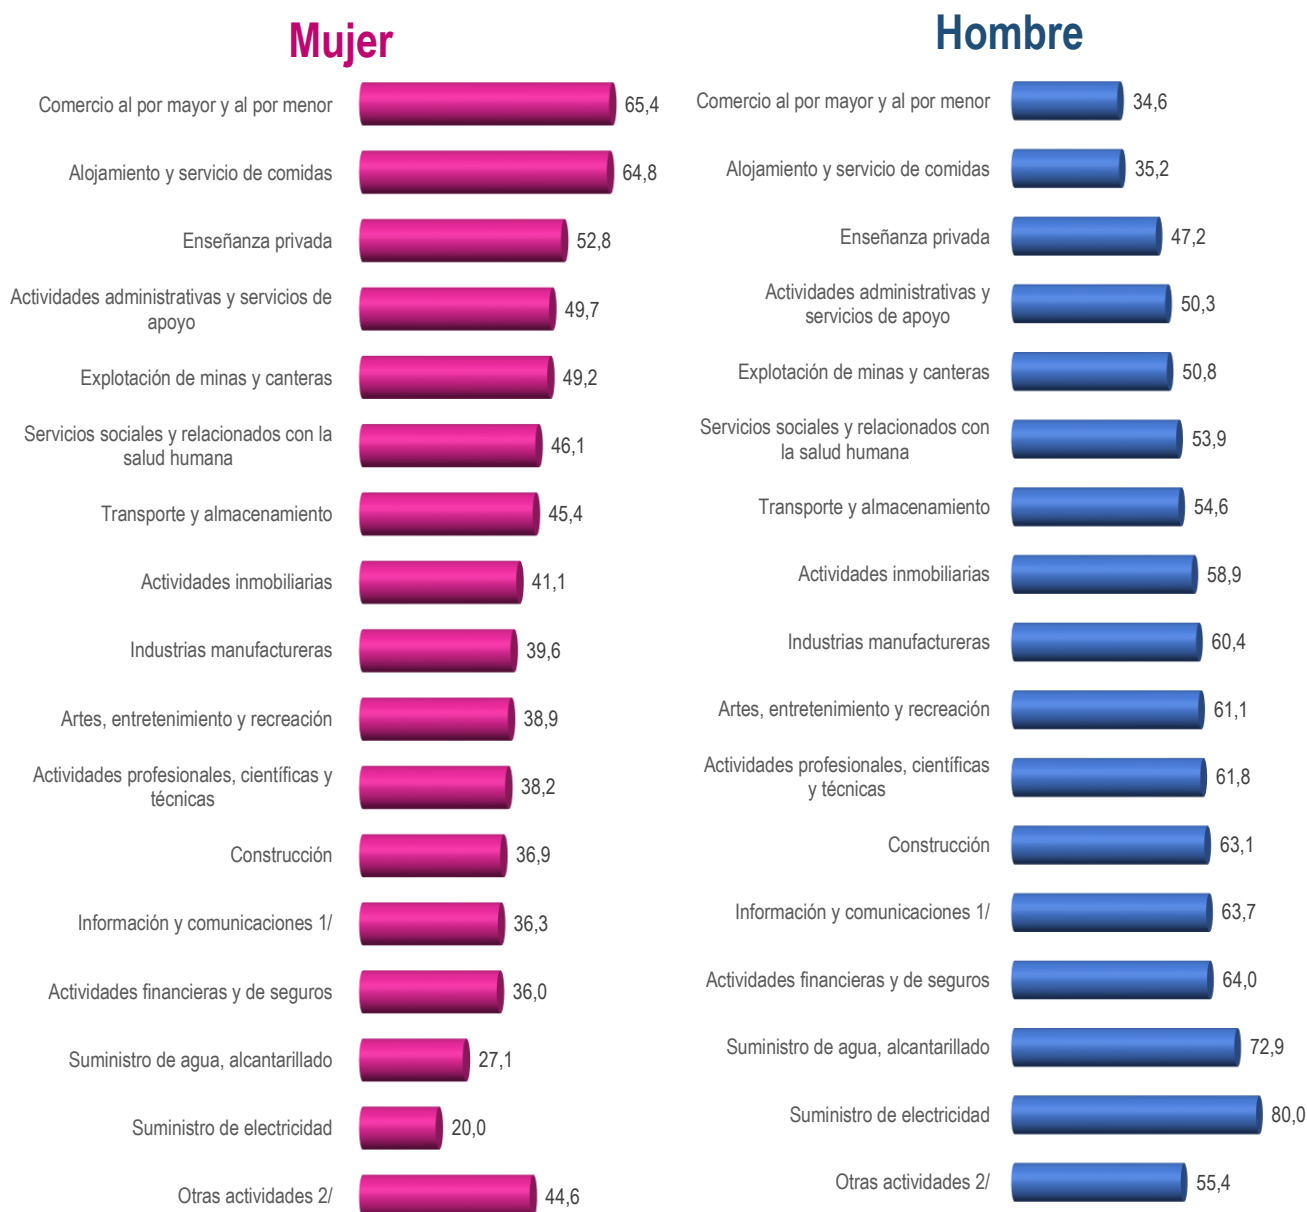 Mujer
Comercio al por mayor y al por menor 65,4
Alojamiento y servicio de comidas 64,8
Enseñanza privada 52,8
Actividades administrativas y servicios de
apoyo 49,7
Explotación de minas y canteras 49,2
Servicios sociales y relacionados con la
salud humana 46,1
Transporte y almacenamiento 45,4
Actividades inmobiliarias 41,1
Industrias manufactureras 39,6
Artes, entretenimiento y recreación 38,9
Actividades profesionales, científicas y
técnicas 38,2
Construcción 36,9
Información y comunicaciones 1/ 36,3
Actividades financieras y de seguros 36,0
Suministro de agua, alcantarillado 27,1
Suministro de electricidad 20,0
Otras actividades 2/ 44,6
Hombre
Comercio al por mayor y al por menor 34,6
Alojamiento y servicio de comidas 35,2
Enseñanza privada 47,2
Actividades administrativas y
servicios de apoyo 50,3
Explotación de minas y canteras 50,8
Servicios sociales y relacionados con
la salud humana 53,9
Transporte y almacenamiento 54,6
Actividades inmobiliarias 58,9
Industrias manufactureras 60,4
Artes, entretenimiento y recreación 61,1
Actividades profesionales, científicas
y técnicas 61,8
Construcción 63,1
Información y comunicaciones 1/ 63,7
Actividades financieras y de seguros 64,0
Suministro de agua, alcantarillado 72,9
Suministro de electricidad 80,0
Otras actividades 2/ 55,4